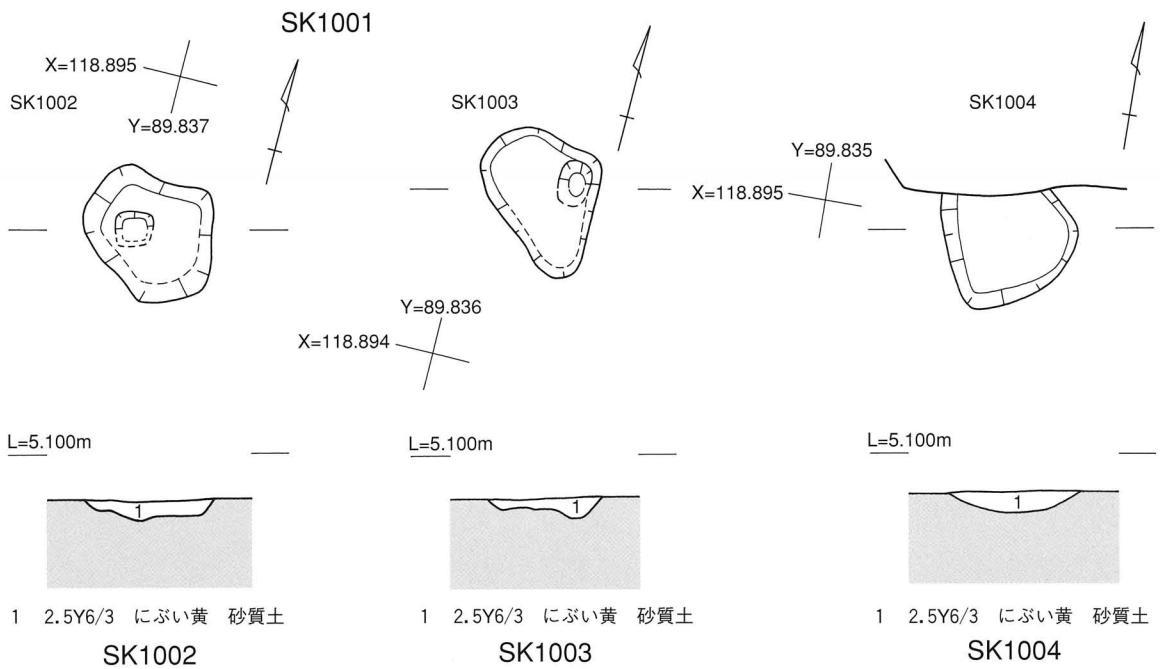 SK1001
X=118.895
SK1002
Y=89.837
SK1003
Y=89.836
X=118.894
SK1004
Y=89.835
X=118.895
L=5.100m
L=5.100m
L=5.100m
1
1
1
1 2.5Y6/3 にぶい黄 砂質土
1 2.5Y6/3 にぶい黄 砂質土
1 2.5Y6/3 にぶい黄 砂質土
SK1002
SK1003
SK1004